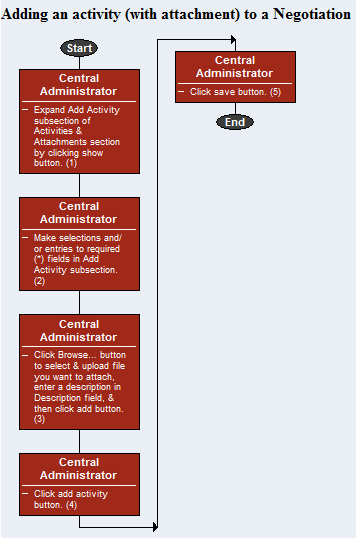 Adding an activity (with attachment) to a Negotiation
Start
Central
Administrator
– Expand Add Activity
subsection of
Activities &
Attachments section
by clicking show
button. (1)
Central
Administrator
– Make selections and/
or entries to required
(*) fields in Add
Activity subsection.
(2)
Central
Administrator
– Click Browse... button
to select & upload file
you want to attach,
enter a description in
Description field, &
then click add button.
(3)
Central
Administrator
– Click add activity
button. (4)
Central
Administrator
– Click save button. (5)
End